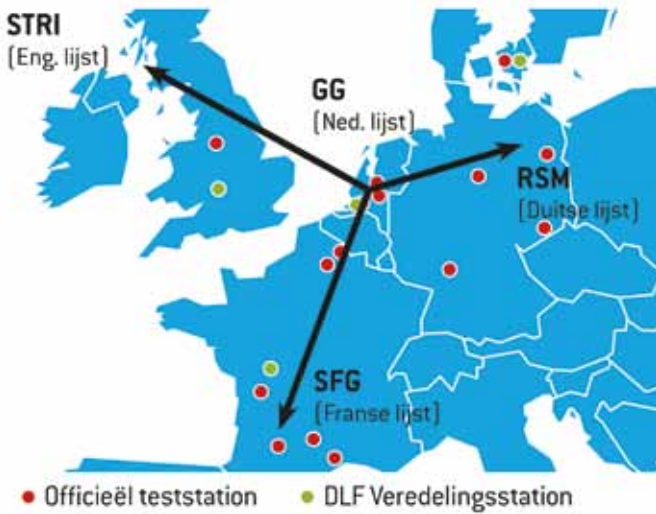 STRI
(Eng. lijst)
GG
(Ned. lijst)
RSM
(Duitse lijst)
SFG
(Franse lijst)
Officieël teststation
DLF Veredelingsstation